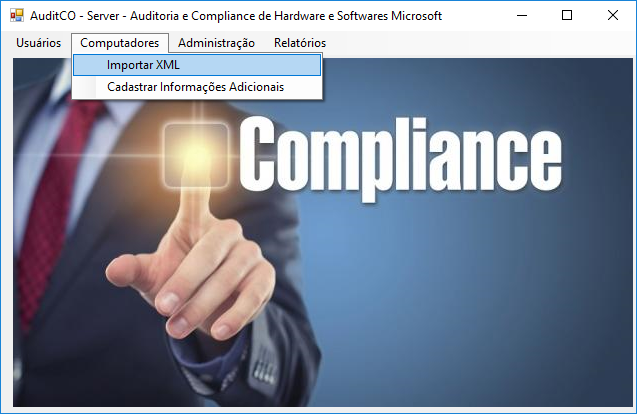 AuditCO - Server - Auditoria e Compliance de Hardware e Softwares Microsoft
Usuários Computadores Administração Relatórios
Importar XML
Cadastrar Informações Adicionais
Compliance